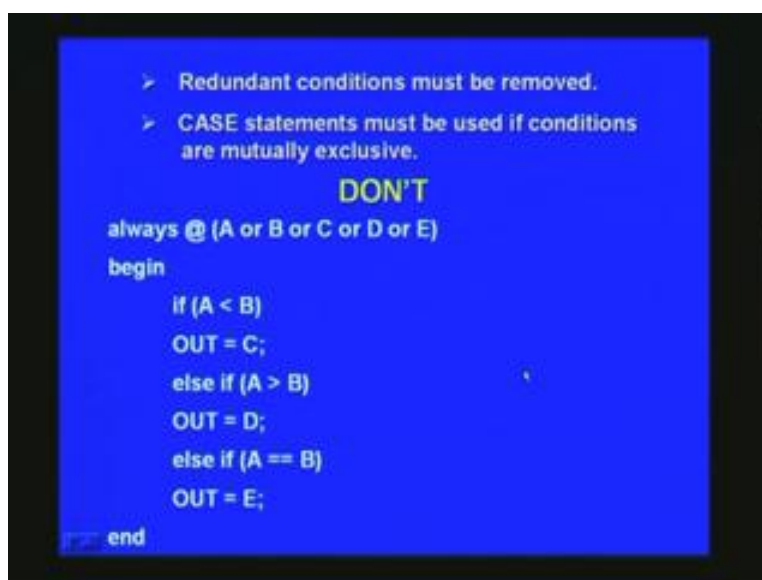 ➢ Redundant conditions must be removed.
➢ CASE statements must be used if conditions
are mutually exclusive.
DON'T
always @ (A or B or C or D or E)
begin
if (A < B)
OUT = C;
else if (A > B)
OUT = D;
else if (A == B)
OUT = E;
end